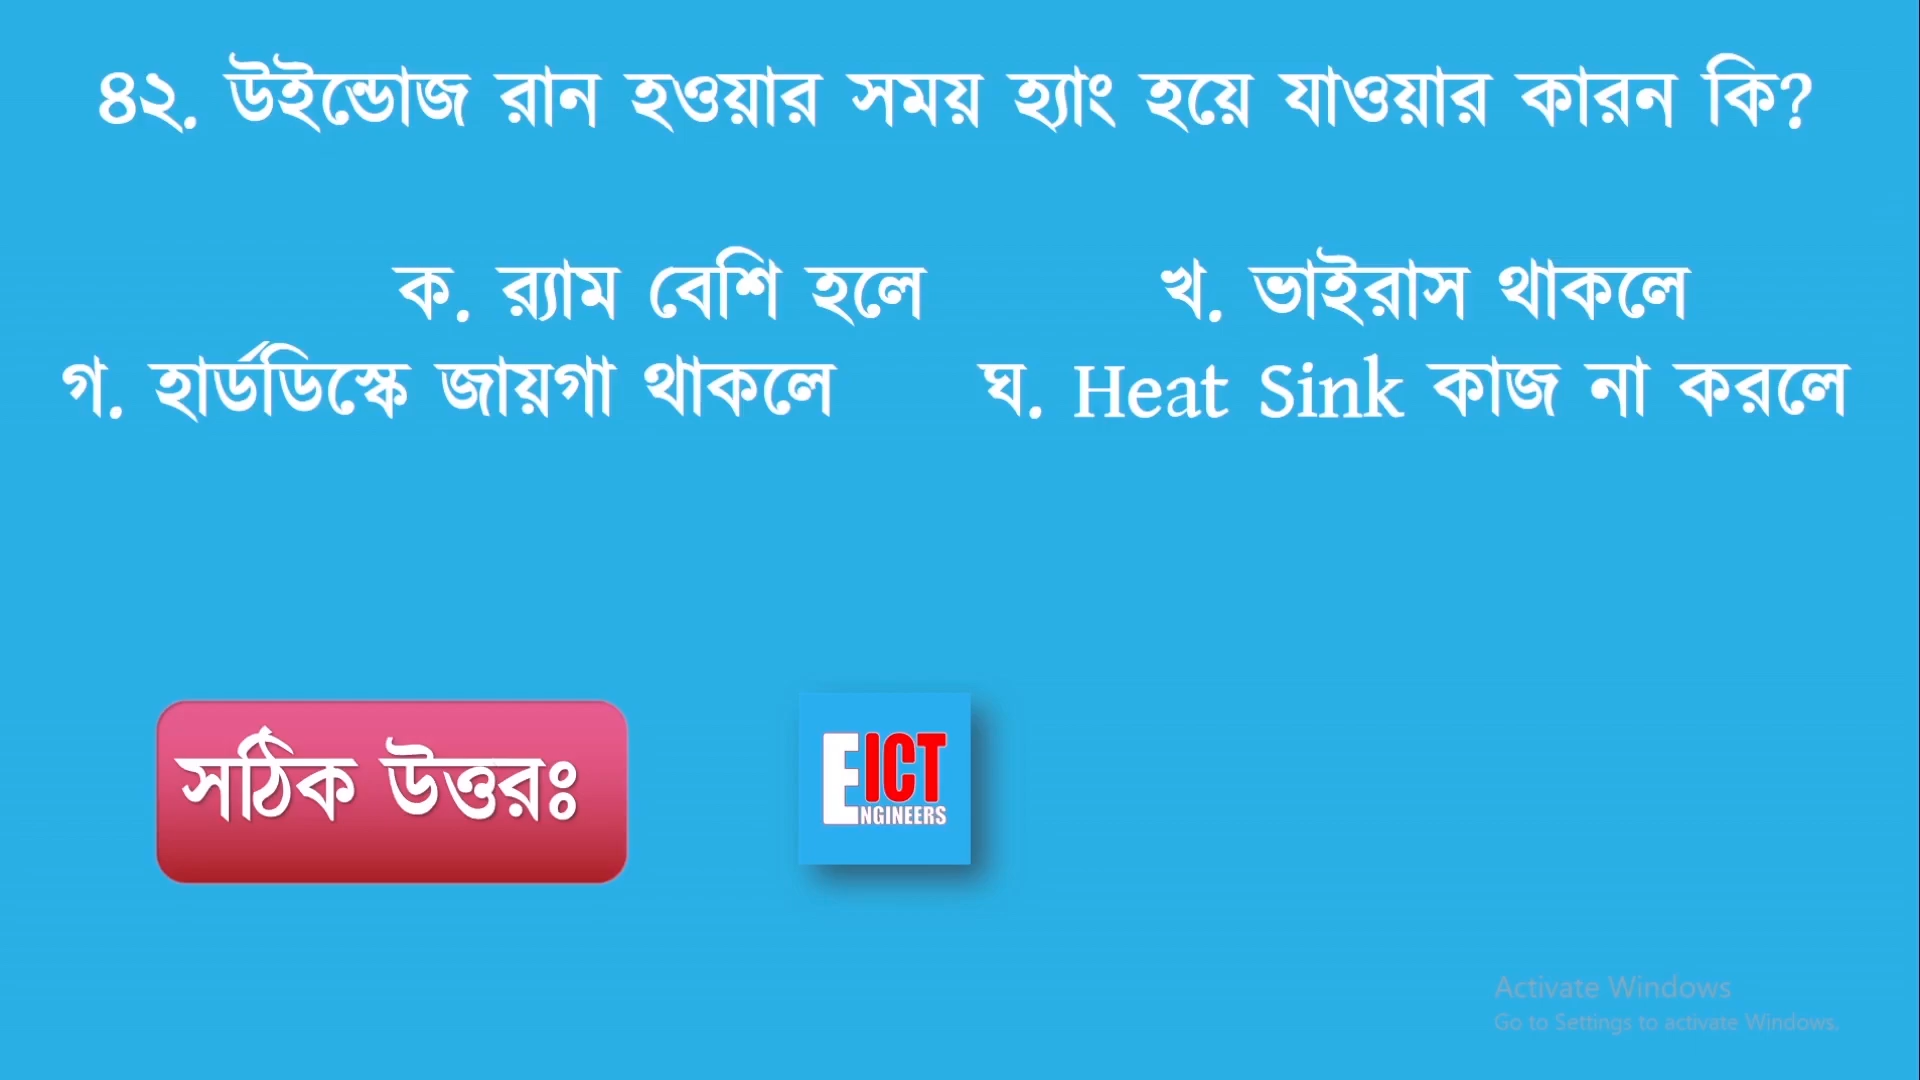 ৪২. উইন্ডোজ রান হওয়ার সময় হ্যাং হয়ে যাওয়ার কারন কি?
ক. র‍্যাম বেশি হলে খ. ভাইরাস থাকলে
গ. হার্ডডিস্কে জায়গা থাকলে ঘ. Heat Sink কাজ না করলে
সঠিক উত্তরঃ
EICT
NGINEERS
Activate Windows
Go to Settings to activate Windows.